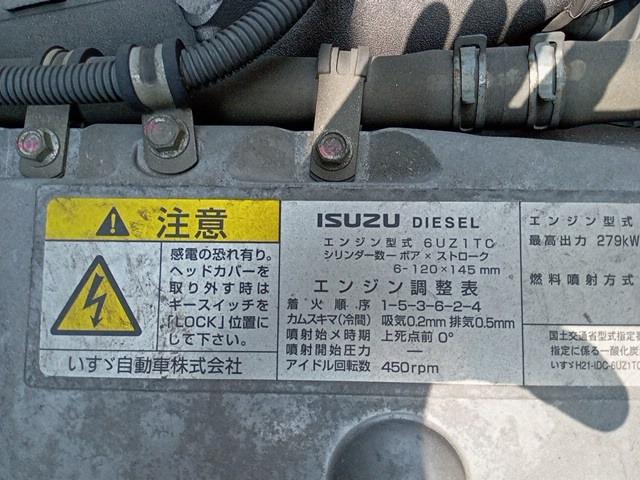 注意
感電の恐れ有り。
ヘッドカバーを
取り外す時は
キースイッチを
「LOCK」位置に
して下さい。
いすゞ自動車株式会社
ISUZU DIESEL
エンジン型式 6UZ1TC
シリンダ数－ボア×ストローク
6-120×145mm
エンジン調整表
着火順序 1-5-3-6-2-4
カムスキマ(冷間) 吸気0.2mm 排気0.5mm
噴射始メ時期 上死点前 0°
噴射開始圧力 —
アイドル回転数 450rpm
エンジン型式
最高出力 279kW
燃料噴射方式
国土交通省型式指定
指定に係る一酸化炭
いすゞH21-IDC-6UZ1TC